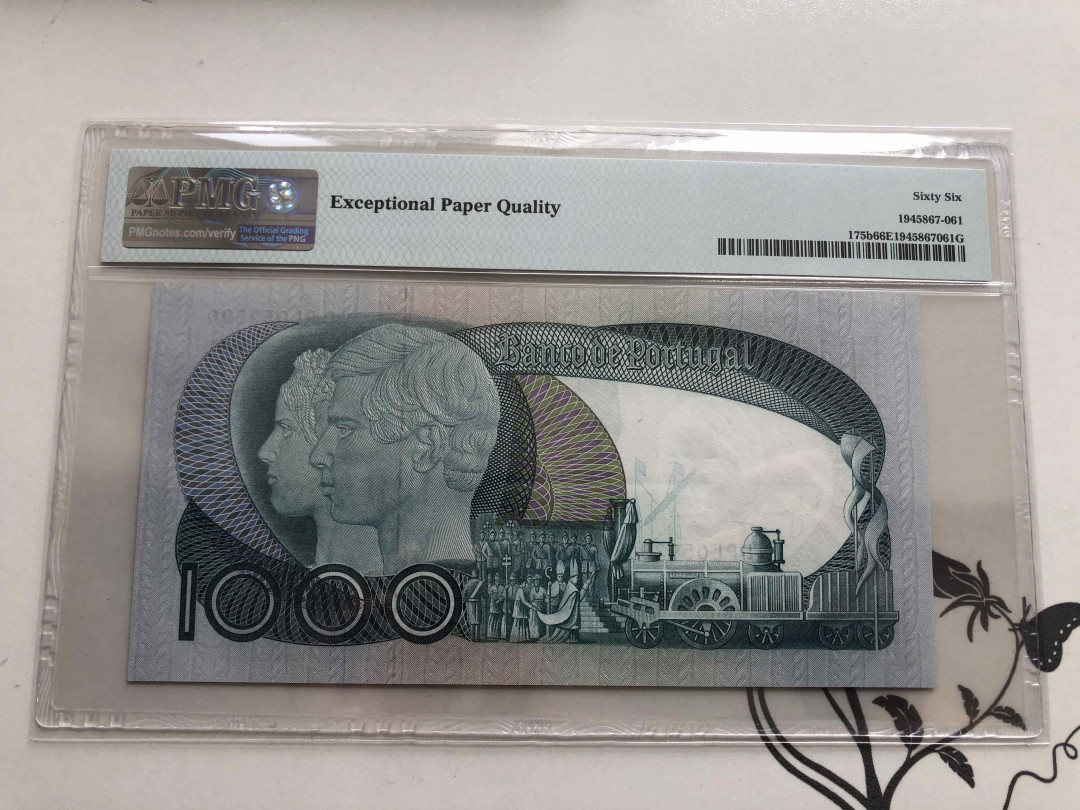 PMG
PAPER MONEY GUARANTY
PMGnotes.com/verify
The Official Grading
Service of the PNG
Exceptional Paper Quality
Sixty Six
1945867-061
175b66E1945867061G
Banco de Portugal
1000